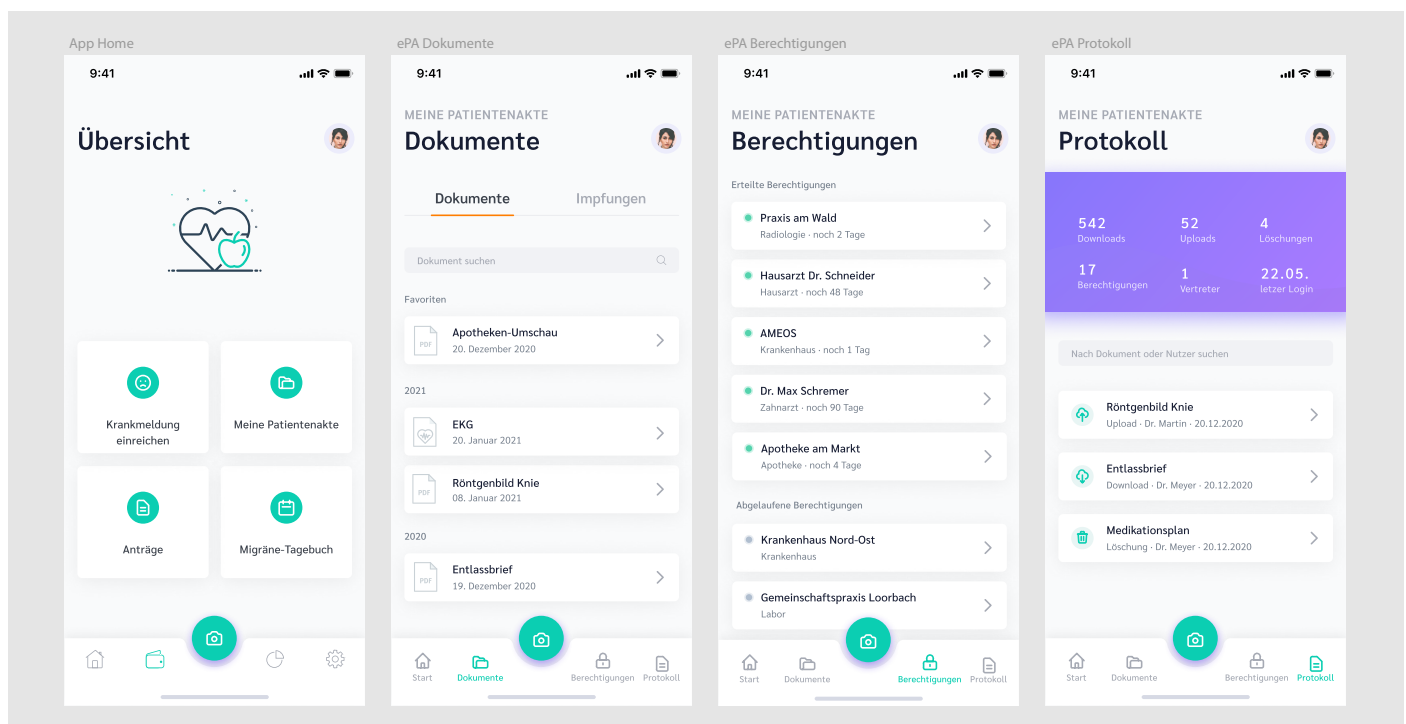 App Home
9:41
Übersicht
Krankmeldung
einreichen
Meine Patientenakte
Anträge
Migräne-Tagebuch
ePA Dokumente
9:41
MEINE PATIENTENAKTE
Dokumente
Dokumente
Impfungen
Dokument suchen
Favoriten
PDF
Apotheken-Umschau
20. Dezember 2020
2021
EKG
20. Januar 2021
PDF
Röntgenbild Knie
08. Januar 2021
2020
PDF
Entlassbrief
19. Dezember 2020
Start
Dokumente
Berechtigungen
Protokoll
ePA Berechtigungen
9:41
MEINE PATIENTENAKTE
Berechtigungen
Erteilte Berechtigungen
Praxis am Wald
Radiologie · noch 2 Tage
Hausarzt Dr. Schneider
Hausarzt · noch 48 Tage
AMEOS
Krankenhaus · noch 1 Tag
Dr. Max Schremer
Zahnarzt · noch 90 Tage
Apotheke am Markt
Apotheke · noch 4 Tage
Abgelaufene Berechtigungen
Krankenhaus Nord-Ost
Krankenhaus
Gemeinschaftspraxis Loorbach
Labor
Start
Dokumente
Berechtigungen
Protokoll
ePA Protokoll
9:41
MEINE PATIENTENAKTE
Protokoll
542
Downloads
52
Uploads
4
Löschungen
17
Berechtigungen
1
Vertreter
22.05.
letzer Login
Nach Dokument oder Nutzer suchen
Röntgenbild Knie
Upload · Dr. Martin · 20.12.2020
Entlassbrief
Download · Dr. Meyer · 20.12.2020
Medikationsplan
Löschung · Dr. Meyer · 20.12.2020
Start
Dokumente
Berechtigungen
Protokoll